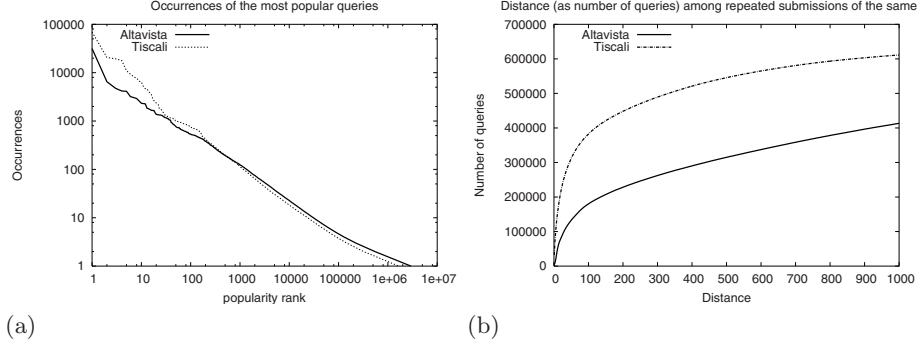 Occurrences of the most popular queries
Altavista
Tiscali
100000
10000
1000
100
10
1
Occurrences
1 10 100 1000 10000 100000 1e+06 1e+07
popularity rank
(a)
Distance (as number of queries) among repeated submissions of the same
Altavista
Tiscali
700000
600000
500000
400000
300000
200000
100000
0
Number of queries
0 100 200 300 400 500 600 700 800 900 1000
Distance
(b)